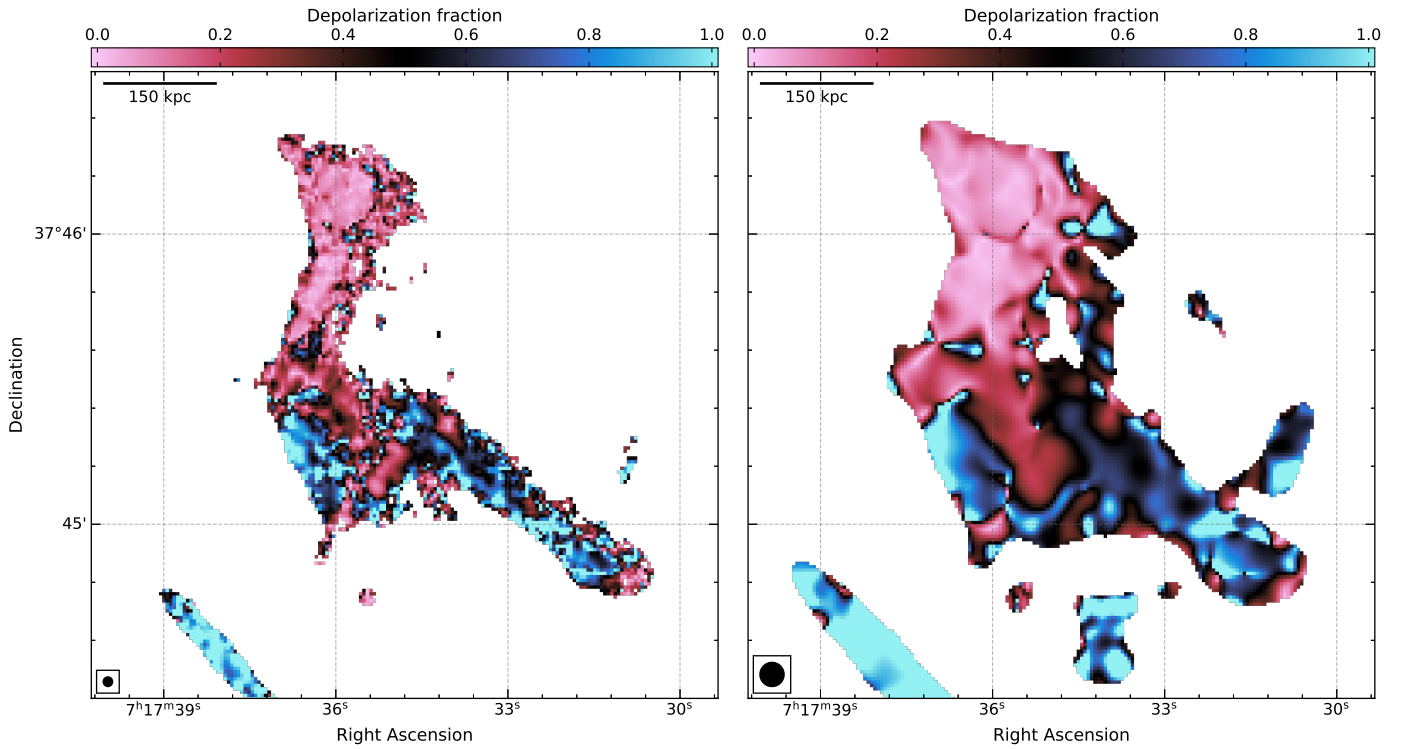 Depolarization fraction
0.0 0.2 0.4 0.6 0.8 1.0
150 kpc
37°46'
45'
Declination
7ʰ17ᵐ39ˢ 36ˢ 33ˢ 30ˢ
Right Ascension
Depolarization fraction
0.0 0.2 0.4 0.6 0.8 1.0
150 kpc
7ʰ17ᵐ39ˢ 36ˢ 33ˢ 30ˢ
Right Ascension